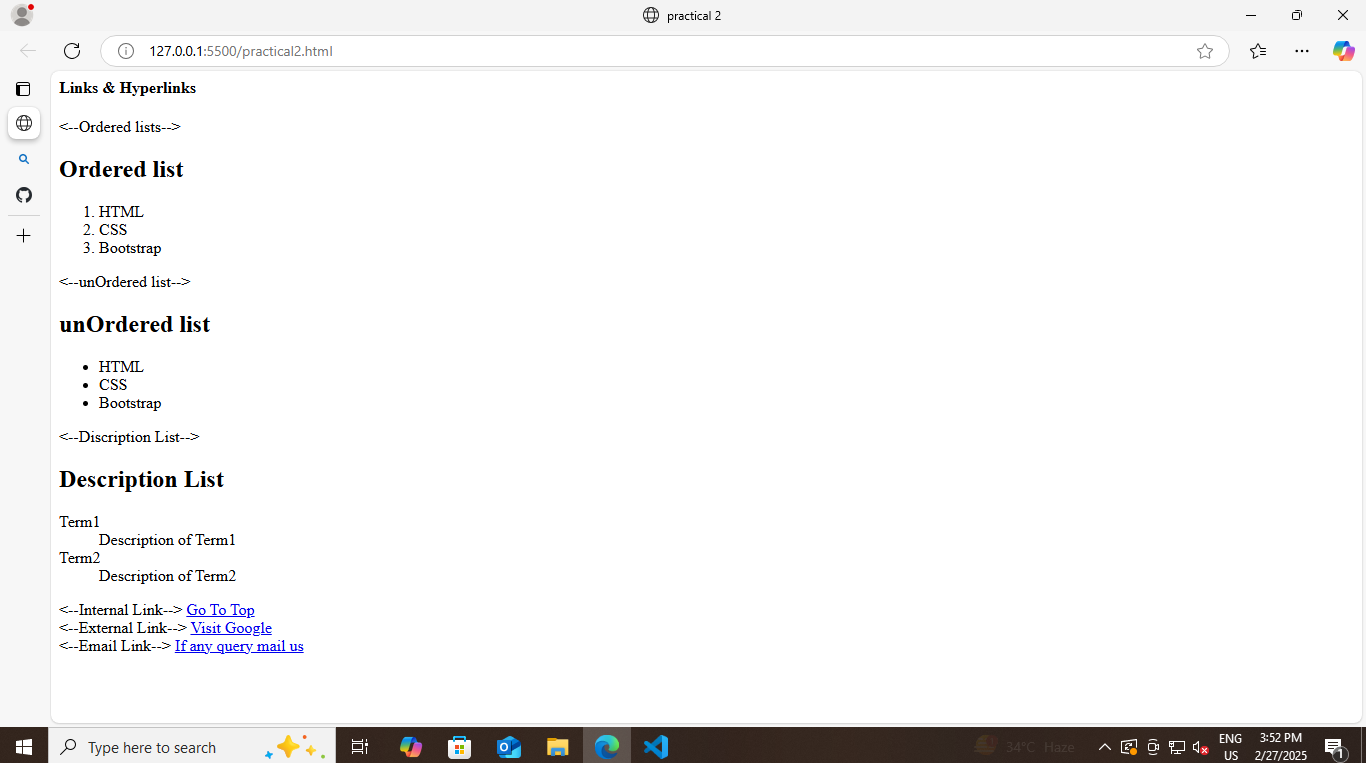 practical 2
127.0.0.1:5500/practical2.html
Links & Hyperlinks
<--Ordered lists-->
Ordered list
1. HTML
2. CSS
3. Bootstrap
<--unOrdered list-->
unOrdered list
• HTML
• CSS
• Bootstrap
<--Discription List-->
Description List
Term1
Description of Term1
Term2
Description of Term2
<--Internal Link--> Go To Top
<--External Link--> Visit Google
<--Email Link--> If any query mail us
Type here to search
34°C Haze
ENG
US
3:52 PM
2/27/2025
1